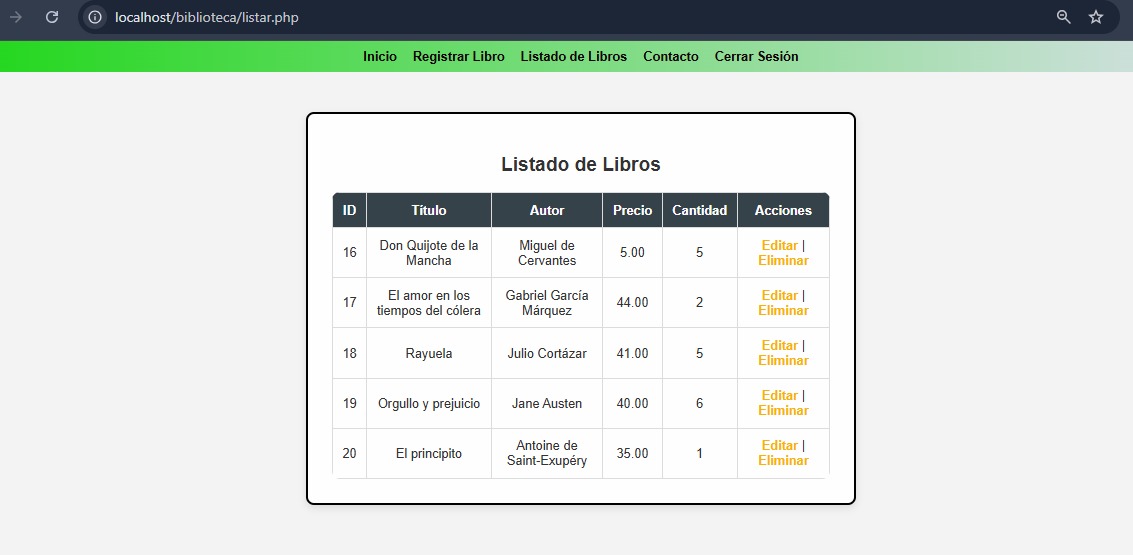 localhost/biblioteca/listar.php
Inicio Registrar Libro Listado de Libros Contacto Cerrar Sesión
Listado de Libros
ID Título Autor Precio Cantidad Acciones
16 Don Quijote de la Mancha Miguel de Cervantes 5.00 5 Editar | Eliminar
17 El amor en los tiempos del cólera Gabriel García Márquez 44.00 2 Editar | Eliminar
18 Rayuela Julio Cortázar 41.00 5 Editar | Eliminar
19 Orgullo y prejuicio Jane Austen 40.00 6 Editar | Eliminar
20 El principito Antoine de Saint-Exupéry 35.00 1 Editar | Eliminar